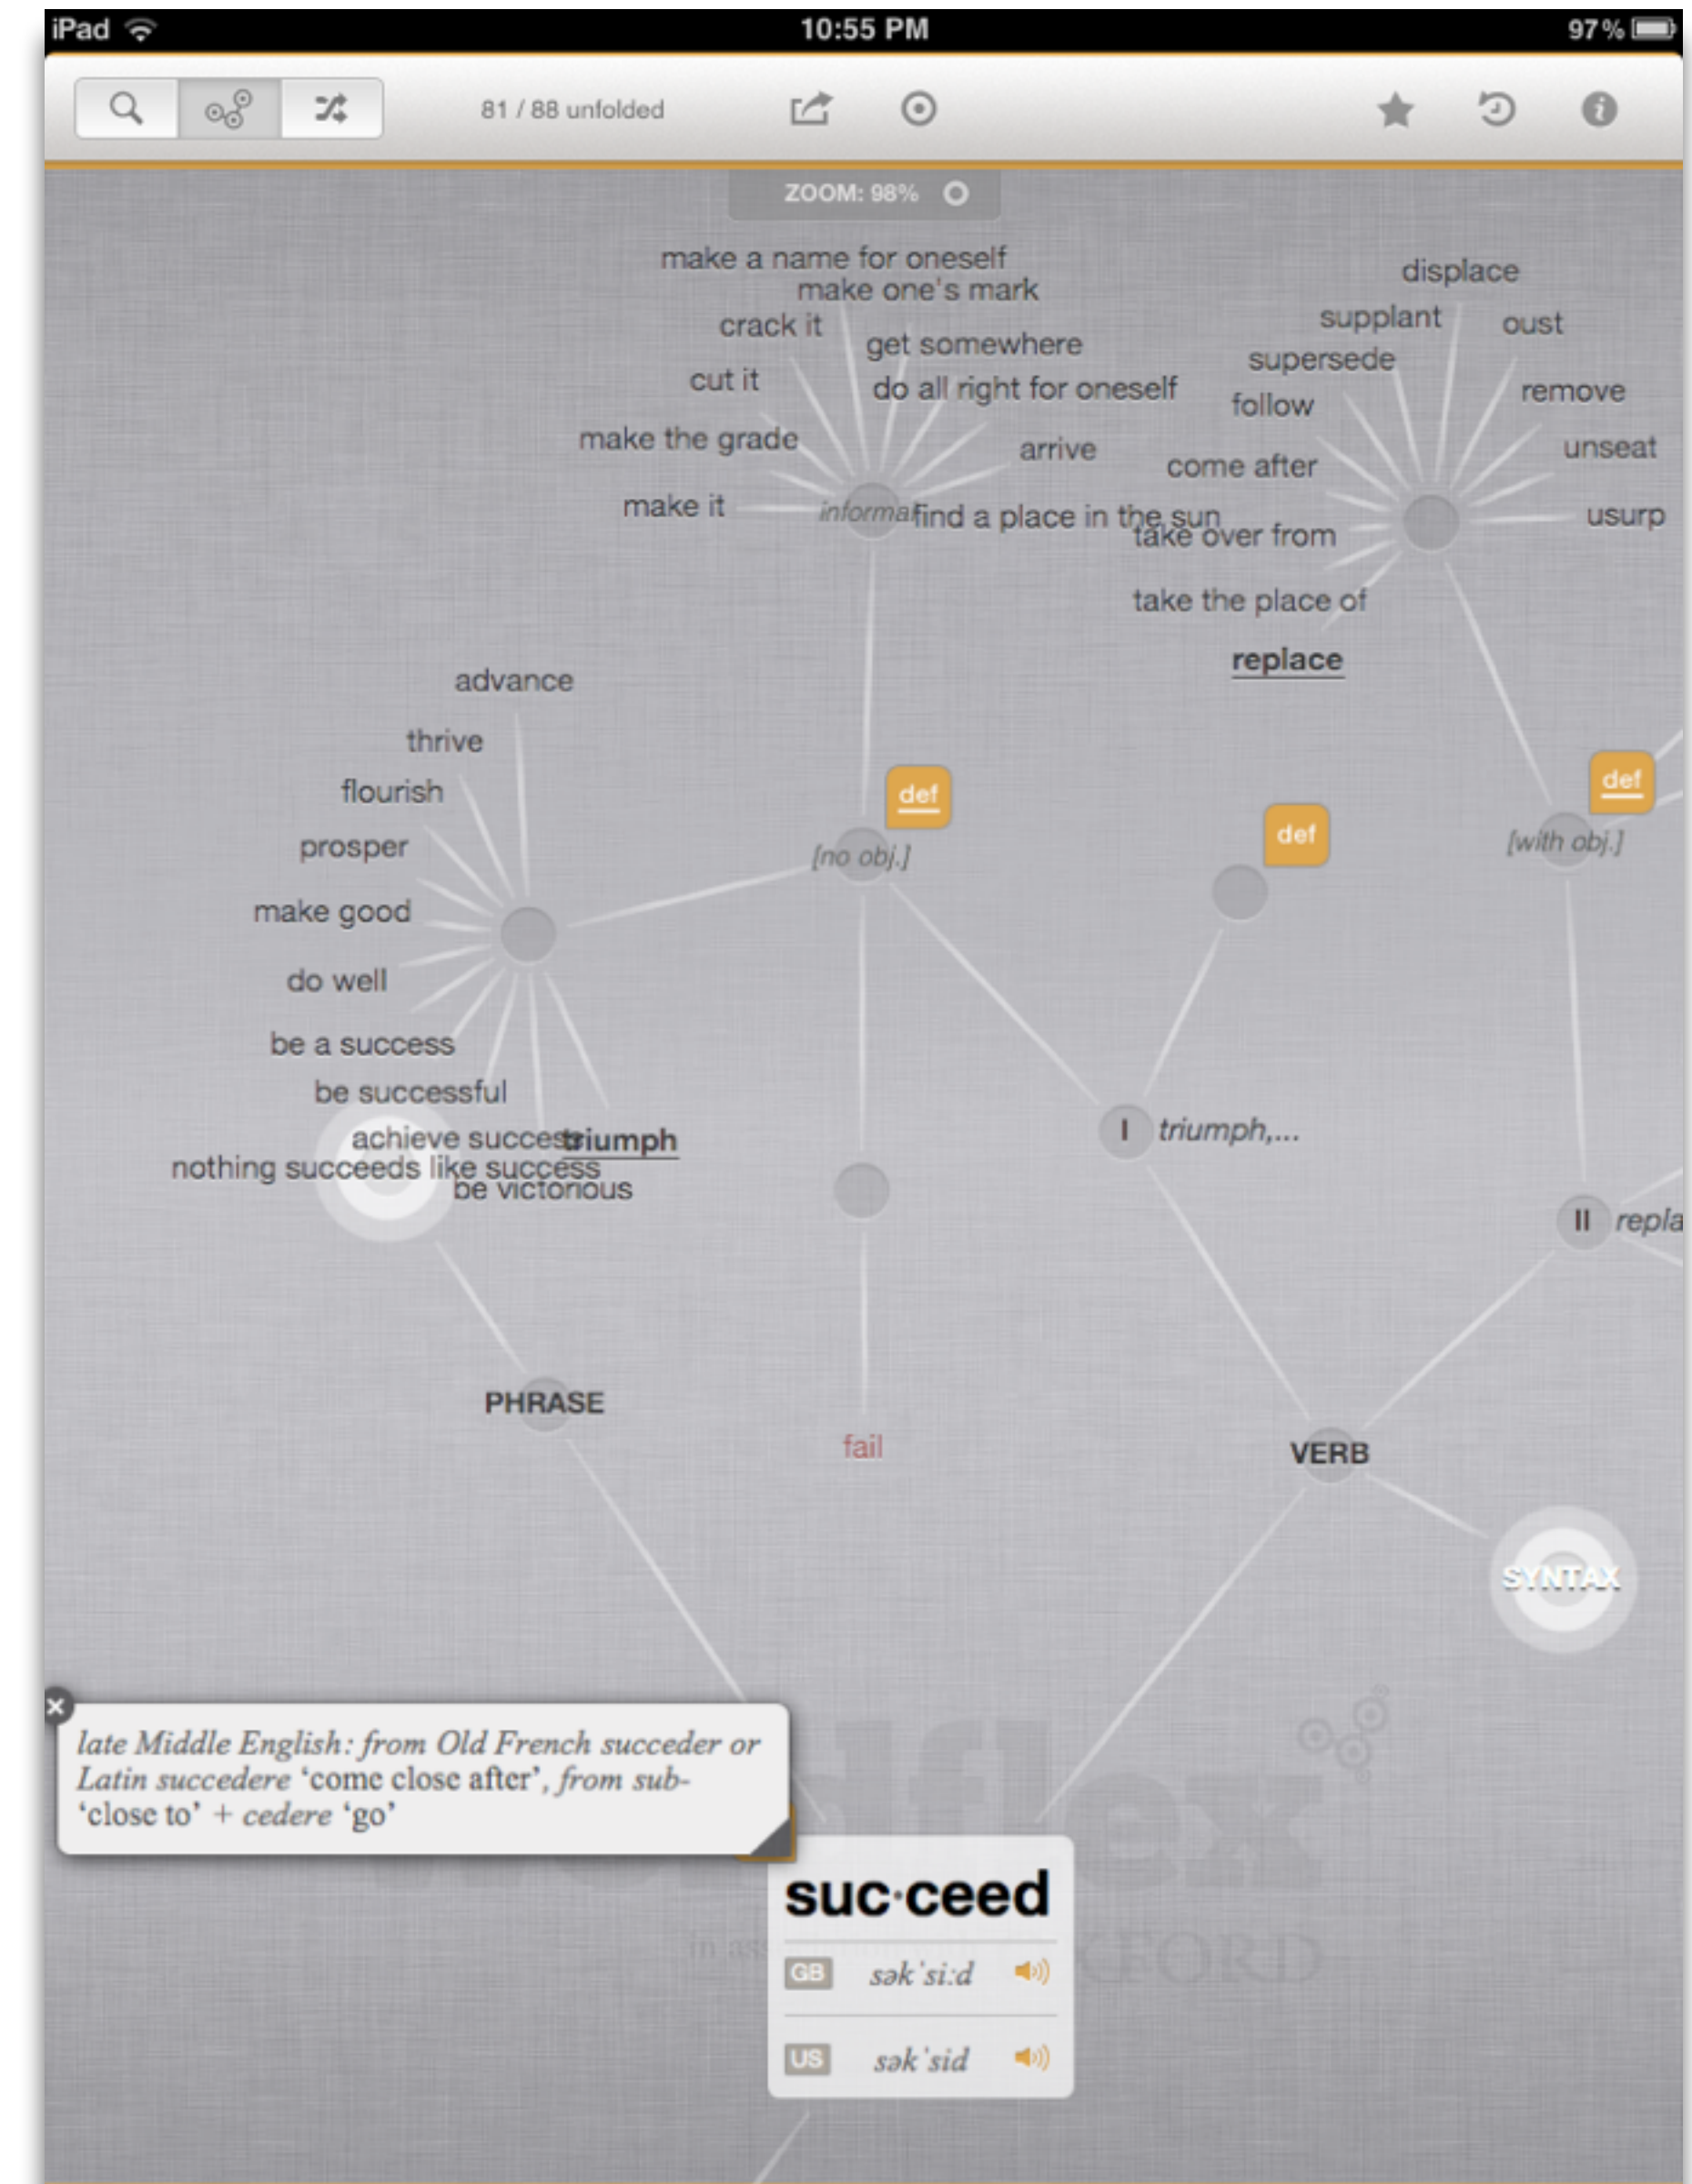 iPad
10:55 PM
97%
81 / 88 unfolded
ZOOM: 98%
make a name for oneself
make one's mark
crack it
get somewhere
cut it
do all right for oneself
make the grade
arrive
make it
informal
find a place in the sun
displace
supplant
oust
supersede
remove
follow
unseat
come after
usurp
take over from
take the place of
replace
advance
thrive
flourish
prosper
make good
do well
be a success
be successful
achieve success
triumph
nothing succeeds like success
be victorious
def
[no obj.]
def
def
[with obj.]
I triumph,...
II repla
PHRASE
fail
VERB
SYNTAX
late Middle English: from Old French succeder or
Latin succedere ‘come close after’, from sub-
‘close to’ + cedere ‘go’
suc·ceed
GB sək ˈsiːd
US sək ˈsid